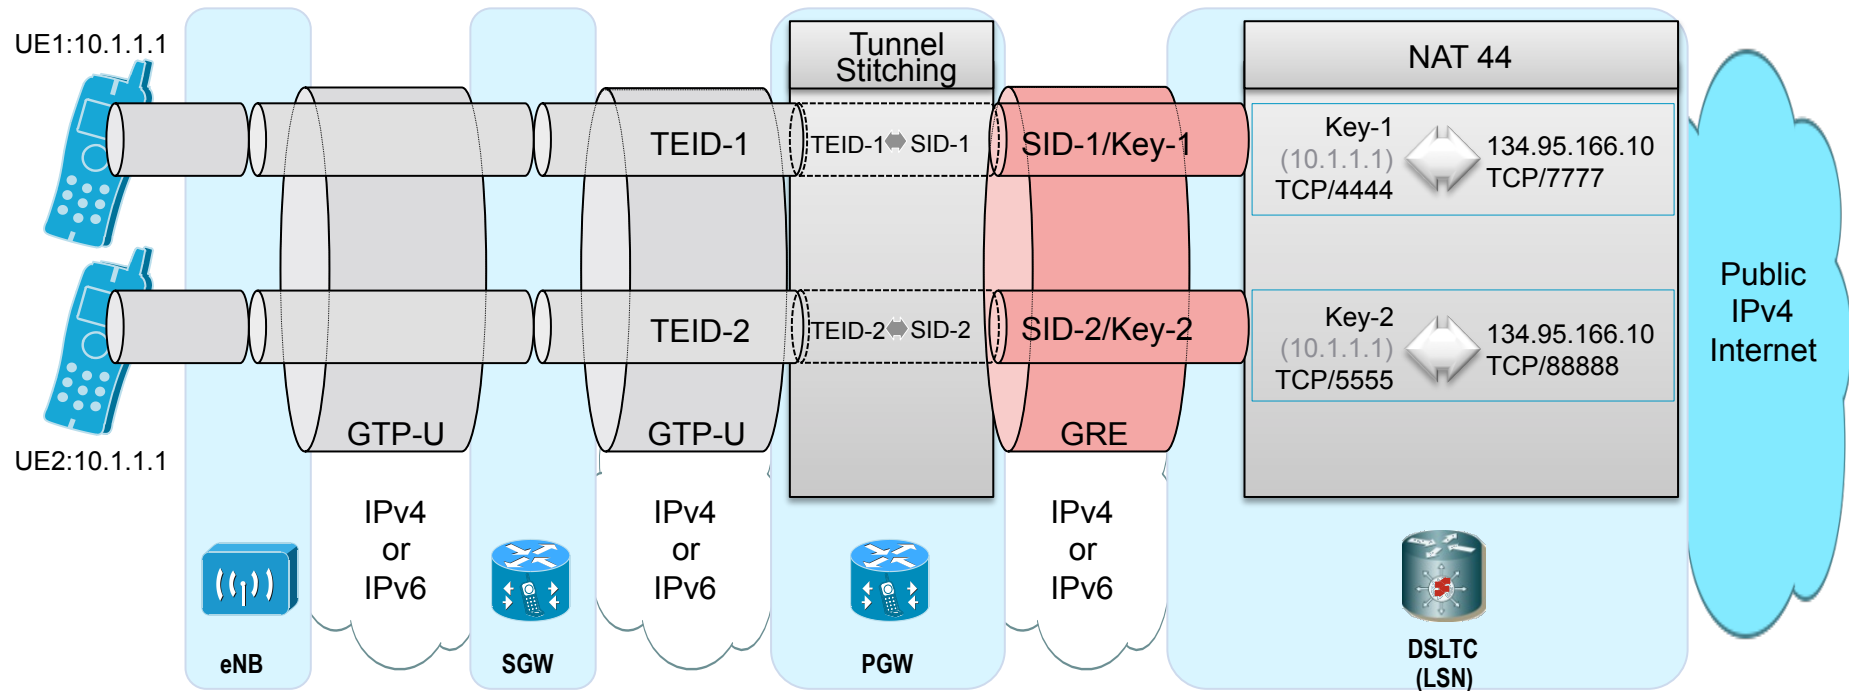 UE1:10.1.1.1
UE2:10.1.1.1
TEID-1
TEID-2
GTP-U
GTP-U
IPv4
or
IPv6
IPv4
or
IPv6
eNB
SGW
Tunnel
Stitching
TEID-1 SID-1
TEID-2 SID-2
PGW
SID-1/Key-1
SID-2/Key-2
GRE
IPv4
or
IPv6
NAT 44
Key-1
(10.1.1.1)
TCP/4444
134.95.166.10
TCP/7777
Key-2
(10.1.1.1)
TCP/5555
134.95.166.10
TCP/88888
DSLTC
(LSN)
Public
IPv4
Internet